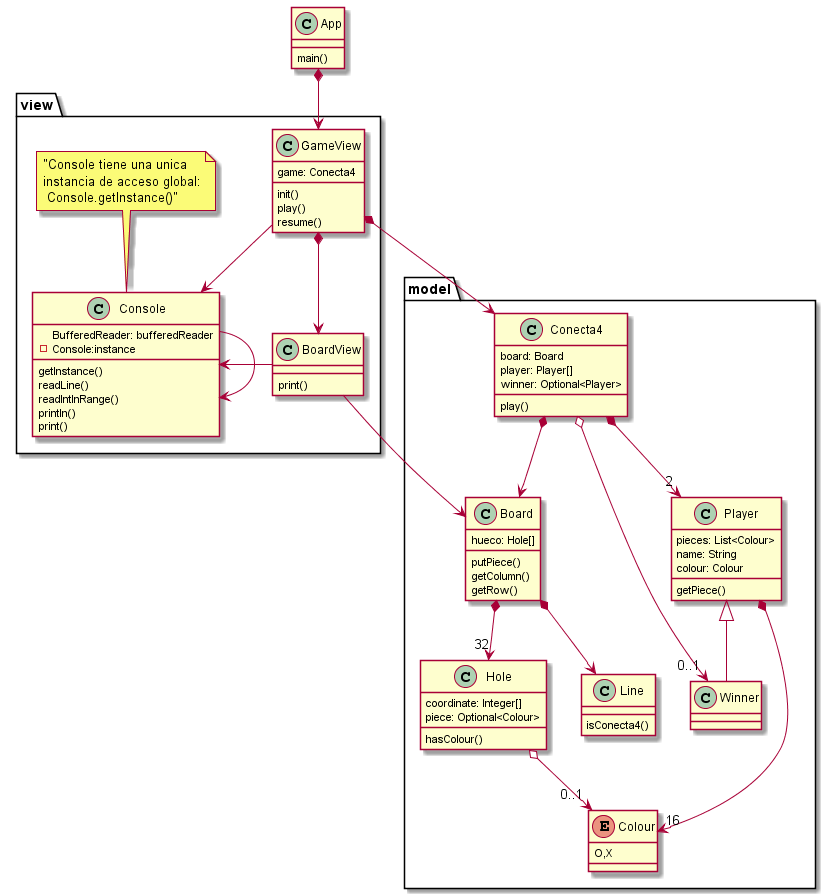 C App
main()
view
C GameView
game: Conecta4
init()
play()
resume()
"Console tiene una unica
instancia de acceso global:
Console.getInstance()"
C Console
BufferedReader: bufferedReader
Console:instance
getInstance()
readLine()
readIntInRange()
println()
print()
C BoardView
print()
model
C Conecta4
board: Board
player: Player[]
winner: Optional<Player>
play()
2
C Board
hueco: Hole[]
putPiece()
getColumn()
getRow()
C Player
pieces: List<Colour>
name: String
colour: Colour
getPiece()
32
0..1
C Hole
coordinate: Integer[]
piece: Optional<Colour>
hasColour()
C Line
isConecta4()
C Winner
0..1
16
E Colour
O,X